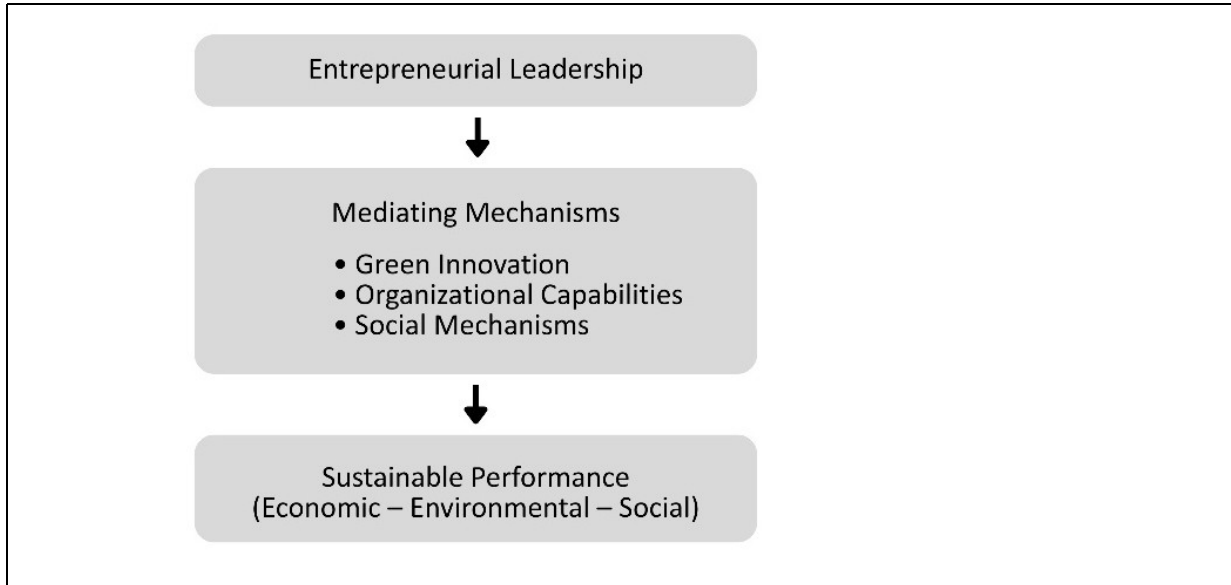 Entrepreneurial Leadership
Mediating Mechanisms
• Green Innovation
• Organizational Capabilities
• Social Mechanisms
Sustainable Performance
(Economic – Environmental – Social)